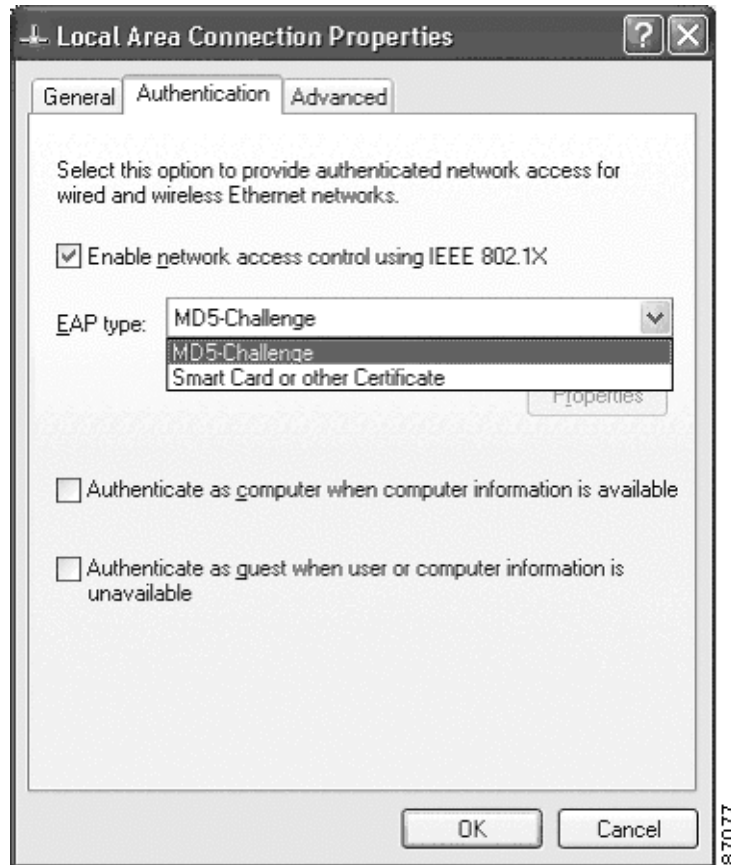 Local Area Connection Properties
General Authentication Advanced
Select this option to provide authenticated network access for
wired and wireless Ethernet networks.
Enable network access control using IEEE 802.1X
EAP type: MD5-Challenge
MD5-Challenge
Smart Card or other Certificate
Properties
Authenticate as computer when computer information is available
Authenticate as guest when user or computer information is
unavailable
OK Cancel
87077